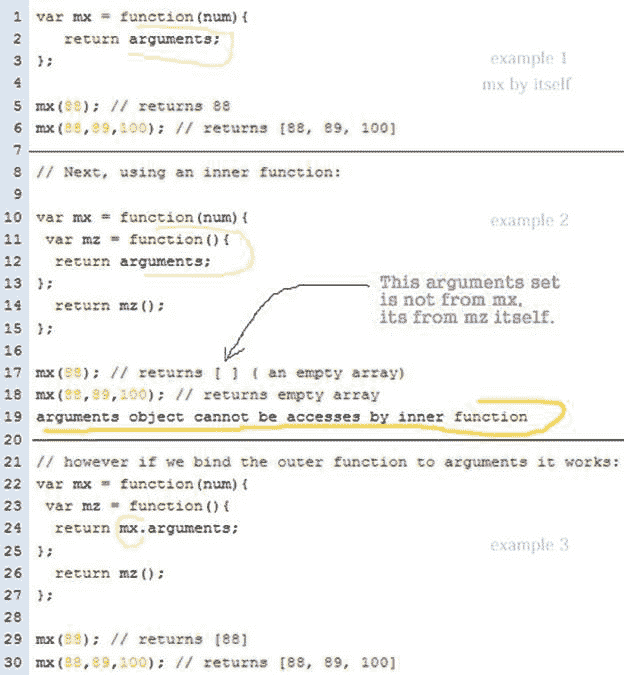 1 var mx = function(num){
2 return arguments;
3 };
example 1
4
mx by itself
5 mx(88); // returns 88
6 mx(88,89,100); // returns [88, 89, 100]
7
8 // Next, using an inner function:
9
10 var mx = function(num){
example 2
11 var mz = function(){
12 return arguments;
13 };
This arguments set
is not from mx,
its from mz itself.
14 return mz();
15 };
16
17 mx(98); // returns [ ] ( an empty array)
18 mx(88,89,100); // returns empty array
19 arguments object cannot be accesses by inner function
20
21 // however if we bind the outer function to arguments it works:
22 var mx = function(num){
23 var mz = function(){
24 return mx.arguments;
25 };
example 3
26 return mz();
27 };
28
29 mx(88); // returns [88]
30 mx(88,89,100); // returns [88, 89, 100]